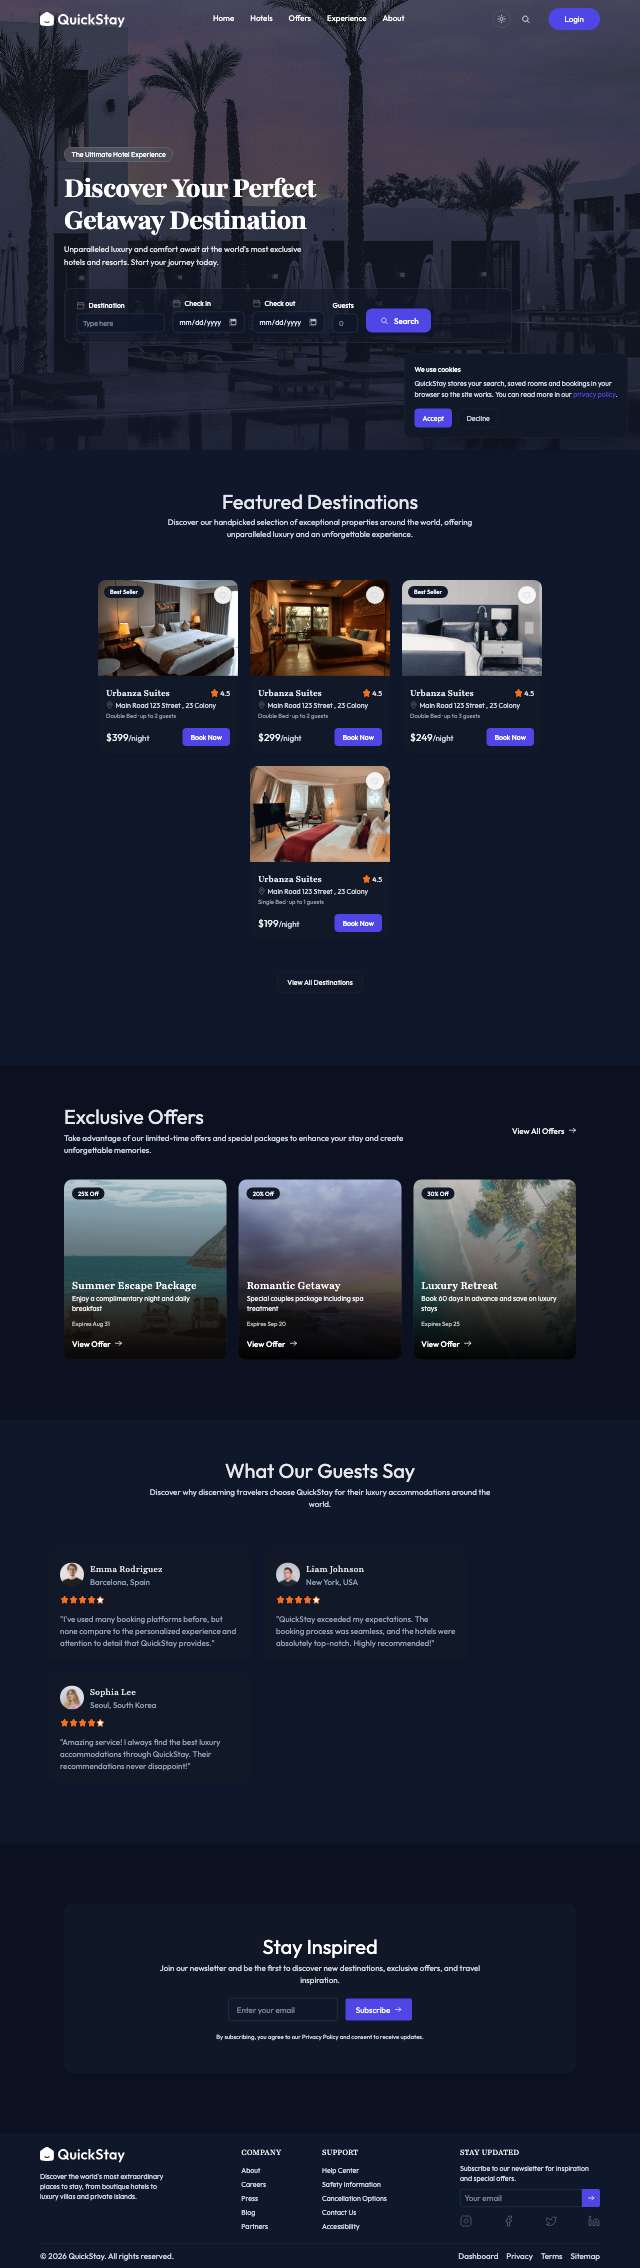 QuickStay
Home Hotels Offers Experience About
Login
The Ultimate Hotel Experience
Discover Your Perfect
Getaway Destination
Unparalleled luxury and comfort await at the world's most exclusive
hotels and resorts. Start your journey today.
Destination Check in Check out Guests
Type here mm/dd/yyyy mm/dd/yyyy 0 Search
We use cookies
QuickStay stores your search, saved rooms and bookings in your
browser so the site works. You can read more in our privacy policy.
Accept Decline
Featured Destinations
Discover our handpicked selection of exceptional properties around the world, offering
unparalleled luxury and an unforgettable experience.
Best Seller Best Seller
Urbanza Suites 4.5 Urbanza Suites 4.5 Urbanza Suites 4.5
Main Road 123 Street , 23 Colony Main Road 123 Street , 23 Colony Main Road 123 Street , 23 Colony
Double Bed · up to 2 guests Double Bed · up to 2 guests Double Bed · up to 3 guests
$399/night Book Now $299/night Book Now $249/night Book Now
Urbanza Suites 4.5
Main Road 123 Street , 23 Colony
Single Bed · up to 1 guests
$199/night Book Now
View All Destinations
Exclusive Offers
Take advantage of our limited-time offers and special packages to enhance your stay and create
unforgettable memories.
View All Offers →
25% Off 20% Off 30% Off
Summer Escape Package Romantic Getaway Luxury Retreat
Enjoy a complimentary night and daily
breakfast
Special couples package including spa
treatment
Book 60 days in advance and save on luxury
stays
Expires Aug 31 Expires Sep 20 Expires Sep 25
View Offer → View Offer → View Offer →
What Our Guests Say
Discover why discerning travelers choose QuickStay for their luxury accommodations around the
world.
Emma Rodriguez
Barcelona, Spain
"I've used many booking platforms before, but
none compare to the personalized experience and
attention to detail that QuickStay provides."
Liam Johnson
New York, USA
"QuickStay exceeded my expectations. The
booking process was seamless, and the hotels were
absolutely top-notch. Highly recommended!"
Sophia Lee
Seoul, South Korea
"Amazing service! I always find the best luxury
accommodations through QuickStay. Their
recommendations never disappoint!"
Stay Inspired
Join our newsletter and be the first to discover new destinations, exclusive offers, and travel
inspiration.
Enter your email Subscribe →
By subscribing, you agree to our Privacy Policy and consent to receive updates.
QuickStay
Discover the world's most extraordinary
places to stay, from boutique hotels to
luxury villas and private islands.
COMPANY
About
Careers
Press
Blog
Partners
SUPPORT
Help Center
Safety Information
Cancellation Options
Contact Us
Accessibility
STAY UPDATED
Subscribe to our newsletter for inspiration
and special offers.
Your email →
© 2026 QuickStay. All rights reserved.
Dashboard Privacy Terms Sitemap